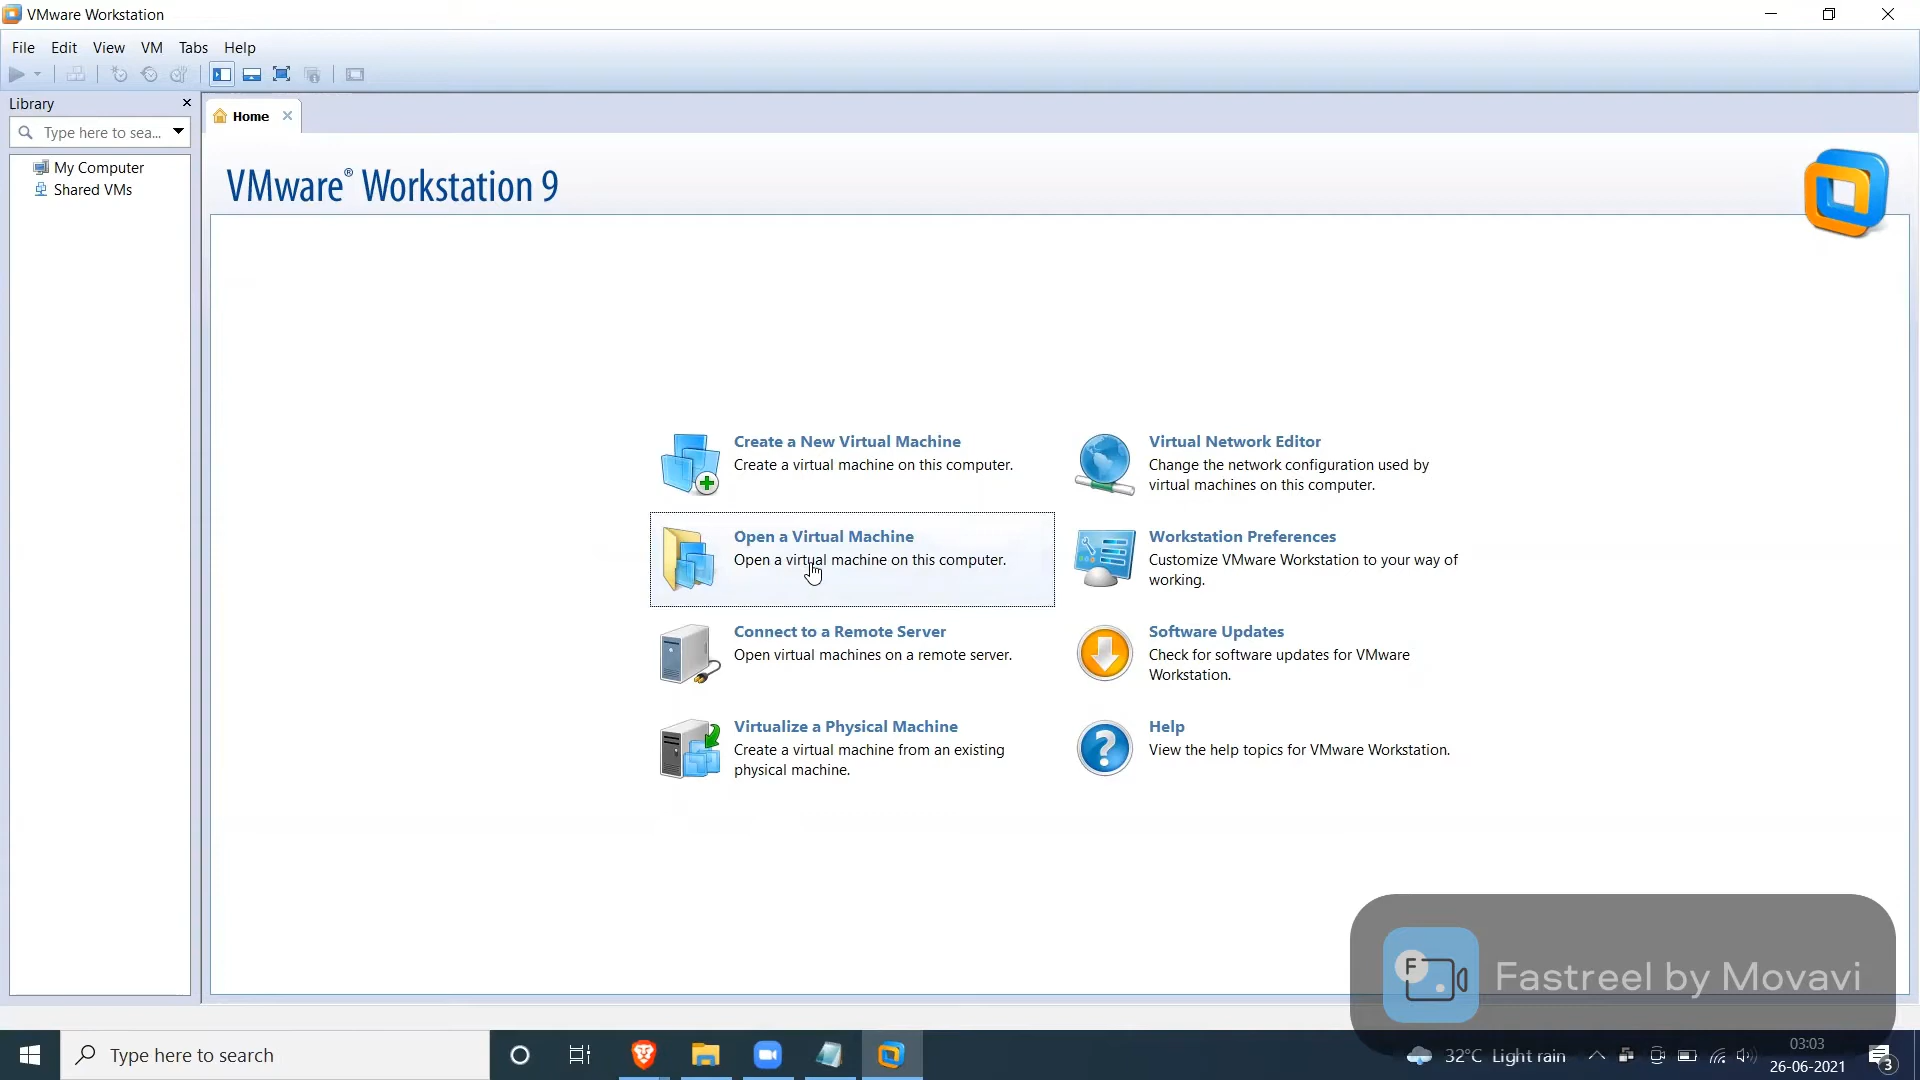 VMware Workstation
File Edit View VM Tabs Help
Library
Home
Type here to sea...
My Computer
Shared VMs
VMware® Workstation 9
Create a New Virtual Machine
Create a virtual machine on this computer.
Virtual Network Editor
Change the network configuration used by
virtual machines on this computer.
Open a Virtual Machine
Open a virtual machine on this computer.
Workstation Preferences
Customize VMware Workstation to your way of
working.
Connect to a Remote Server
Open virtual machines on a remote server.
Software Updates
Check for software updates for VMware
Workstation.
Virtualize a Physical Machine
Create a virtual machine from an existing
physical machine.
Help
View the help topics for VMware Workstation.
F
Fastreel by Movavi
Type here to search
32°C Light rain
03:03
26-06-2021
3